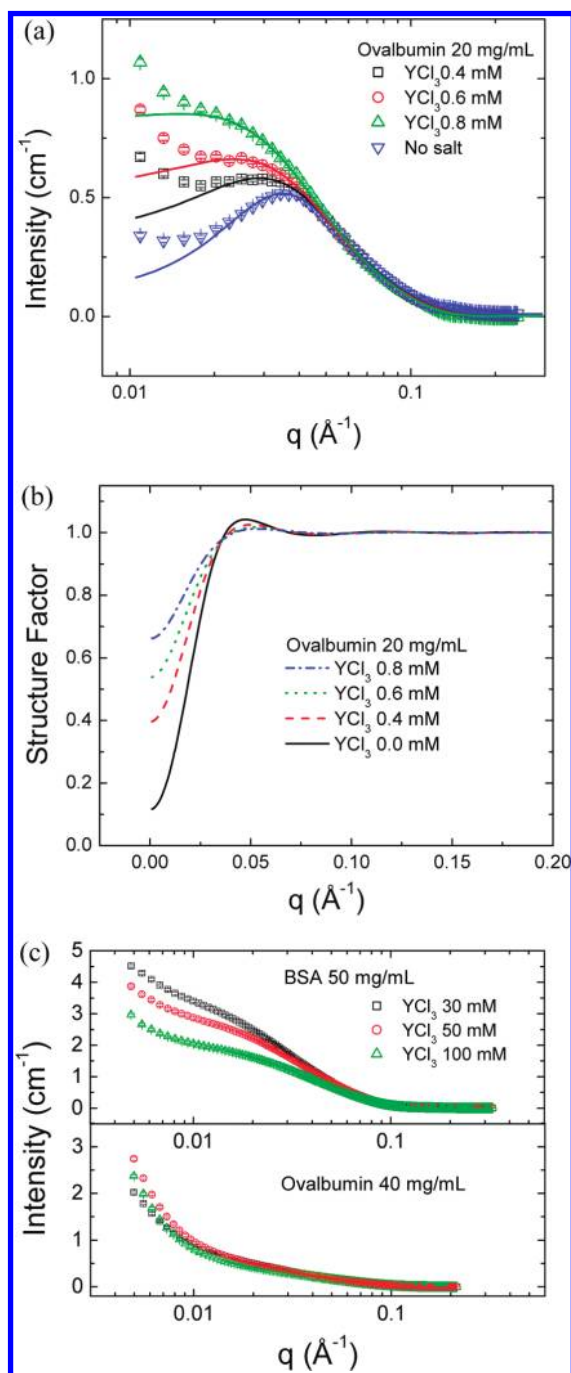 (a)
Ovalbumin 20 mg/mL
YCl3 0.4 mM
YCl3 0.6 mM
YCl3 0.8 mM
No salt
1.0
0.5
0.0
Intensity (cm-1)
0.01 0.1
q (Å-1)
(b)
1.0
0.8
0.6
0.4
0.2
0.0
Structure Factor
Ovalbumin 20 mg/mL
YCl3 0.8 mM
YCl3 0.6 mM
YCl3 0.4 mM
YCl3 0.0 mM
0.00 0.05 0.10 0.15 0.20
q (Å-1)
(c)
5
4
3
2
1
0
BSA 50 mg/mL
YCl3 30 mM
YCl3 50 mM
YCl3 100 mM
0.01 0.1
Intensity (cm-1)
3
2
1
0
Ovalbumin 40 mg/mL
0.01 0.1
q (Å-1)